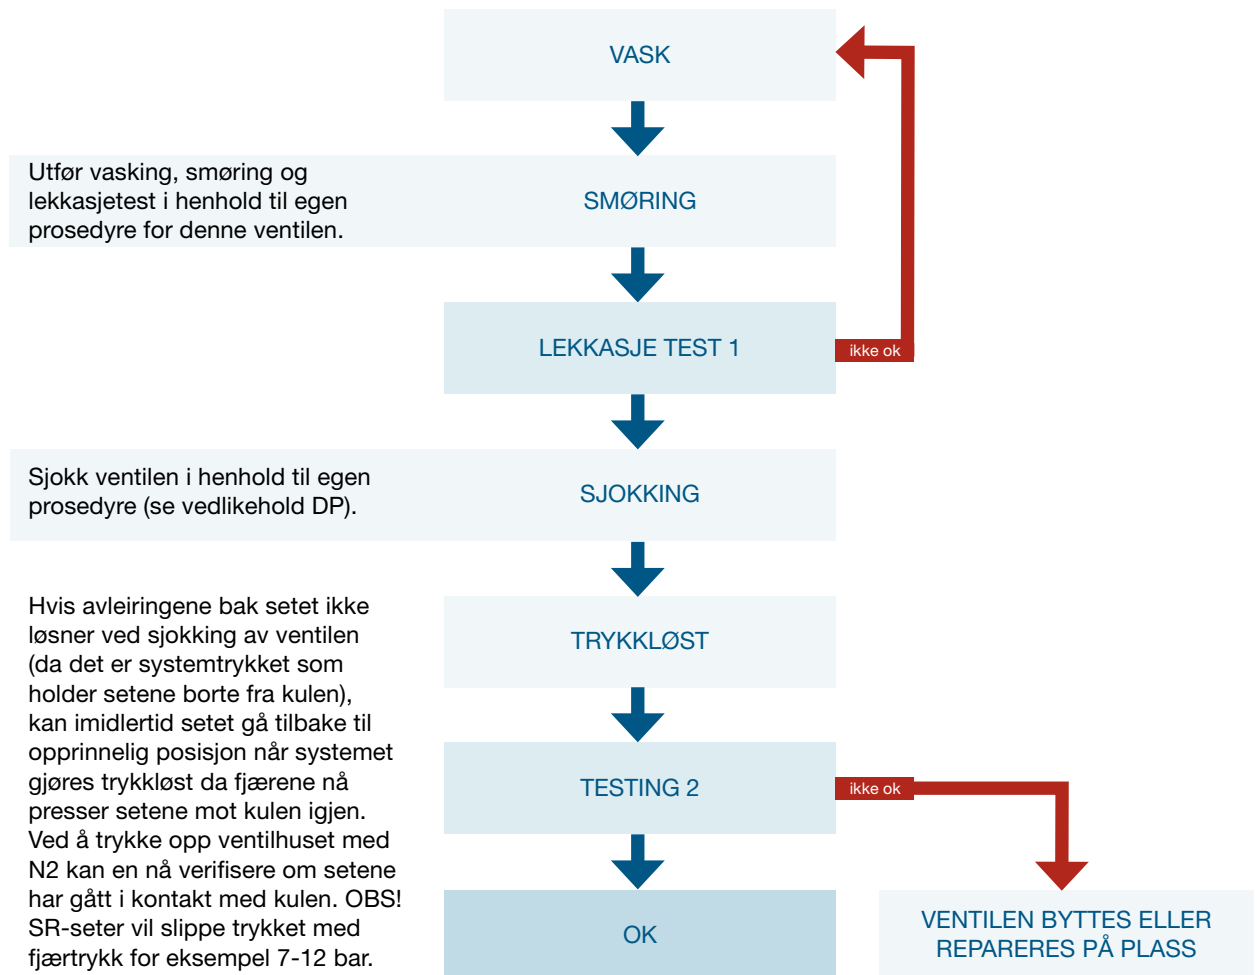 VASK
Utfør vasking, smøring og
lekkasjetest i henhold til egen
prosedyre for denne ventilen.
SMØRING
LEKKASJE TEST 1
ikke ok
Sjokk ventilen i henhold til egen
prosedyre (se vedlikehold DP).
SJOKKING
Hvis avleiringene bak setet ikke
løsner ved sjokking av ventilen
(da det er systemtrykket som
holder setene borte fra kulen),
kan imidlertid setet gå tilbake til
opprinnelig posisjon når systemet
gjøres trykkløst da fjærene nå
presser setene mot kulen igjen.
Ved å trykke opp ventilhuset med
N2 kan en nå verifisere om setene
har gått i kontakt med kulen. OBS!
SR-seter vil slippe trykket med
fjærtrykk for eksempel 7-12 bar.
TRYKKLØST
TESTING 2
ikke ok
OK
VENTILEN BYTTES ELLER
REPARERES PÅ PLASS